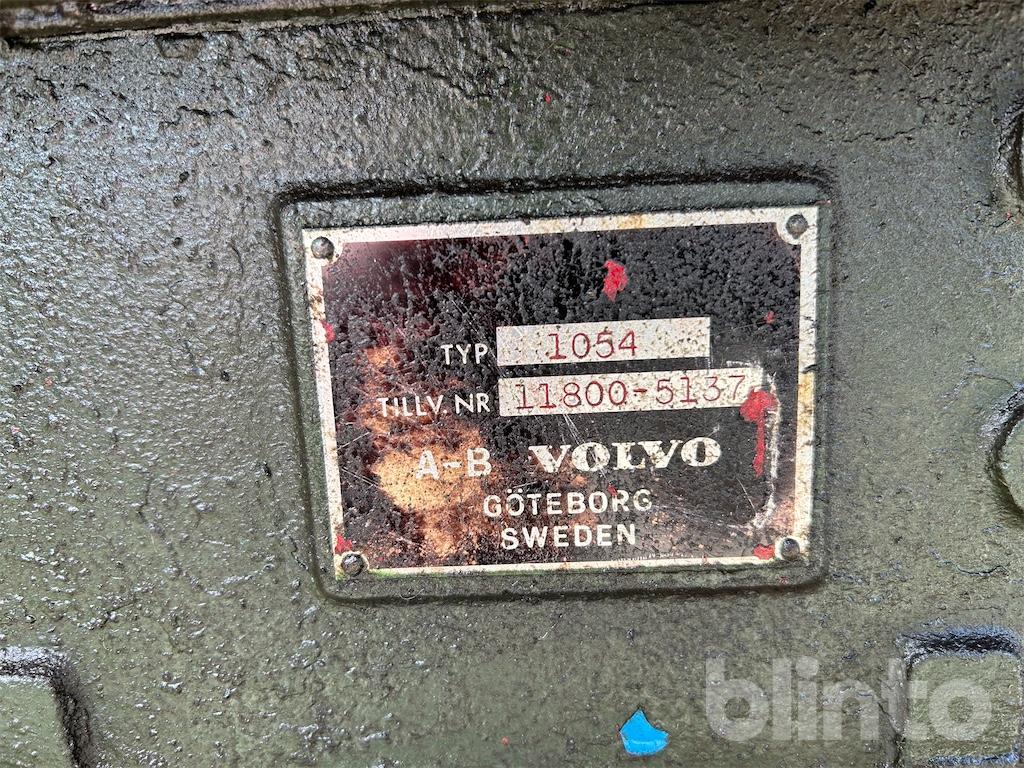 TYP 1054
TILLV. NR 11800-5137
A-B VOLVO
GÖTEBORG
SWEDEN
blinto